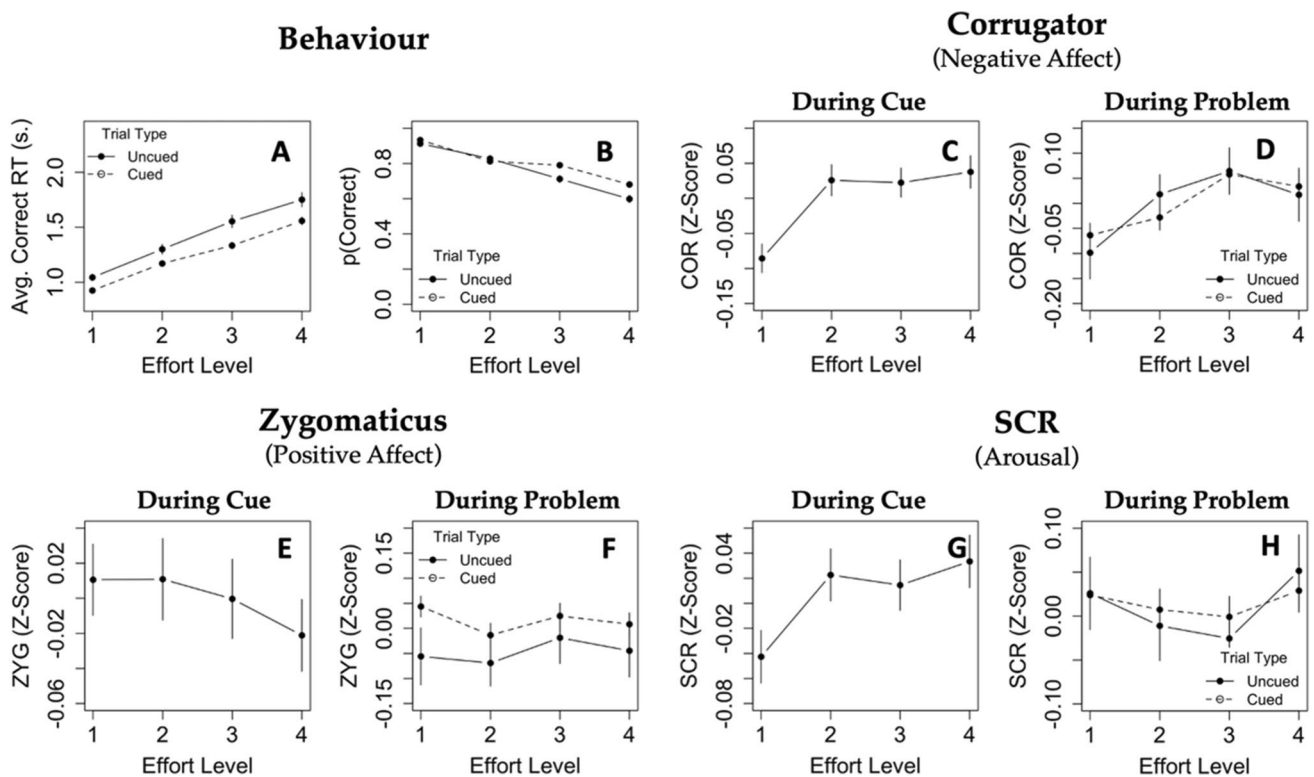 Behaviour
Corrugator
(Negative Affect)
During Cue
During Problem
Avg. Correct RT (s.)
2.0
1.5
1.0
Trial Type
Uncued
Cued
A
1 2 3 4
Effort Level
p(Correct)
0.8
0.4
0.0
B
Trial Type
Uncued
Cued
1 2 3 4
Effort Level
COR (Z-Score)
0.05
-0.05
-0.15
C
1 2 3 4
Effort Level
COR (Z-Score)
0.10
-0.05
-0.20
D
Trial Type
Uncued
Cued
1 2 3 4
Effort Level
Zygomaticus
(Positive Affect)
SCR
(Arousal)
During Cue
During Problem
During Cue
During Problem
ZYG (Z-Score)
0.02
-0.02
-0.06
E
1 2 3 4
Effort Level
ZYG (Z-Score)
0.15
0.00
-0.15
Trial Type
Uncued
Cued
F
1 2 3 4
Effort Level
SCR (Z-Score)
0.04
-0.02
-0.08
G
1 2 3 4
Effort Level
SCR (Z-Score)
0.10
0.00
-0.10
H
Trial Type
Uncued
Cued
1 2 3 4
Effort Level